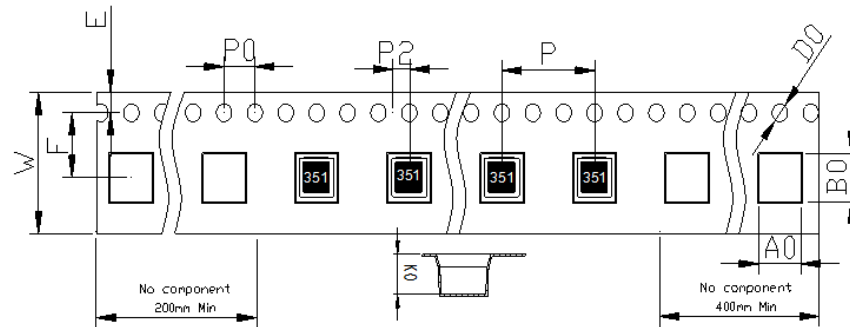 E
P0
P2
P
D0
F
W
351
351
351
351
B0
A0
K0
No component
200mm Min
No component
400mm Min